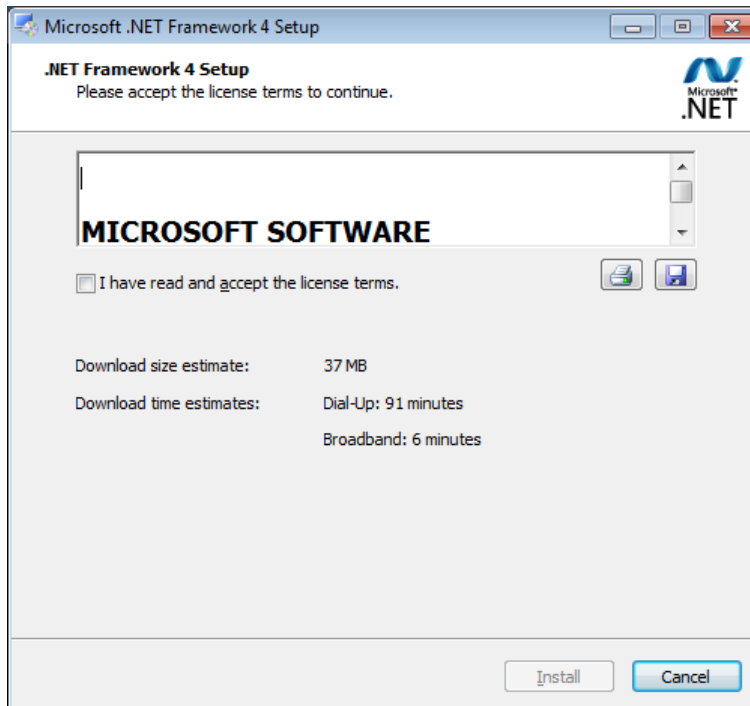 Microsoft .NET Framework 4 Setup
.NET Framework 4 Setup
Please accept the license terms to continue.
Microsoft®
.NET
MICROSOFT SOFTWARE
I have read and accept the license terms.
Download size estimate: 37 MB
Download time estimates: Dial-Up: 91 minutes
Broadband: 6 minutes
Install Cancel